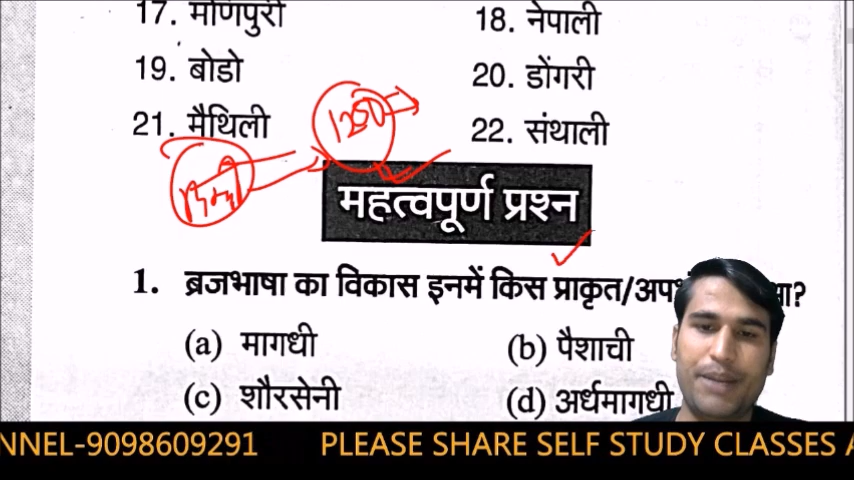 17. मणिपुरी
18. नेपाली
19. बोडो
20. डोंगरी
21. मैथिली
22. संथाली
1250
हिन्दी
महत्वपूर्ण प्रश्न
1. ब्रजभाषा का विकास इनमें किस प्राकृत/अप
(a) मागधी
(b) पैशाची
(c) शौरसेनी
(d) अर्धमागधी
NNEL-9098609291 PLEASE SHARE SELF STUDY CLASSES A